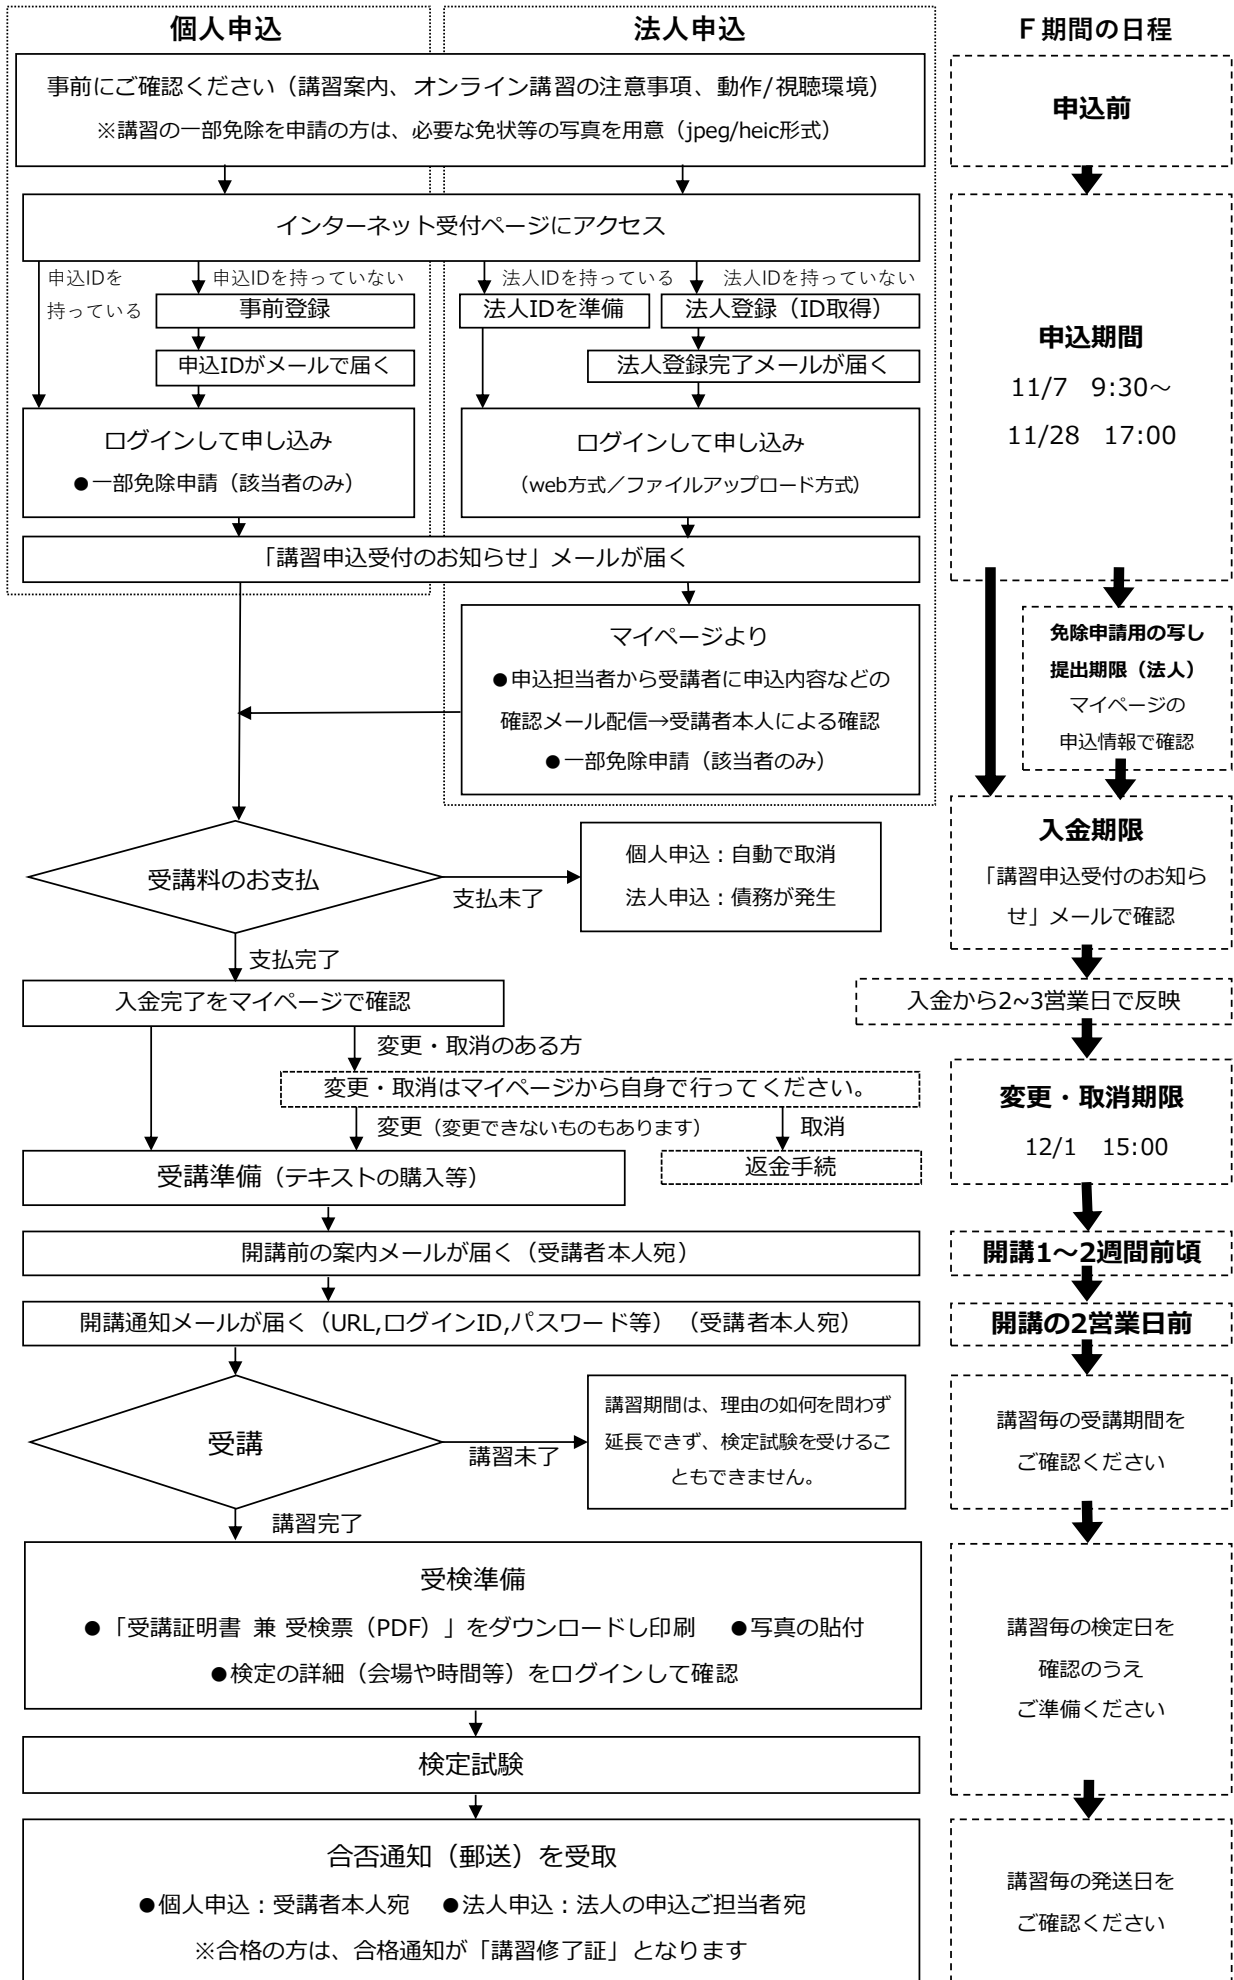 個人申込
法人申込
F期間の日程
事前にご確認ください（講習案内、オンライン講習の注意事項、動作/視聴環境）
※講習の一部免除を申請の方は、必要な免状等の写真を用意（jpeg/heic形式）
申込前
インターネット受付ページにアクセス
申込IDを
持っている
申込IDを持っていない
法人IDを持っている
法人IDを持っていない
事前登録
法人IDを準備
法人登録（ID取得）
申込IDがメールで届く
法人登録完了メールが届く
申込期間
11/7 9:30～
11/28 17:00
ログインして申し込み
●一部免除申請（該当者のみ）
ログインして申し込み
（web方式／ファイルアップロード方式）
「講習申込受付のお知らせ」メールが届く
マイページより
●申込担当者から受講者に申込内容などの
確認メール配信→受講者本人による確認
●一部免除申請（該当者のみ）
免除申請用の写し
提出期限（法人）
マイページの
申込情報で確認
受講料のお支払
支払未了
個人申込：自動で取消
法人申込：債務が発生
入金期限
「講習申込受付のお知ら
せ」メールで確認
支払完了
入金完了をマイページで確認
入金から2~3営業日で反映
変更・取消のある方
変更・取消はマイページから自身で行ってください。
変更（変更できないものもあります）
取消
変更・取消期限
12/1 15:00
受講準備（テキストの購入等）
返金手続
開講前の案内メールが届く（受講者本人宛）
開講1～2週間前頃
開講通知メールが届く（URL,ログインID,パスワード等）（受講者本人宛）
開講の2営業日前
受講
講習未了
講習期間は、理由の如何を問わず
延長できず、検定試験を受けるこ
ともできません。
講習毎の受講期間を
ご確認ください
講習完了
受検準備
●「受講証明書 兼 受検票（PDF）」をダウンロードし印刷 ●写真の貼付
●検定の詳細（会場や時間等）をログインして確認
講習毎の検定日を
確認のうえ
ご準備ください
検定試験
合否通知（郵送）を受取
●個人申込：受講者本人宛 ●法人申込：法人の申込ご担当者宛
※合格の方は、合格通知が「講習修了証」となります
講習毎の発送日を
ご確認ください